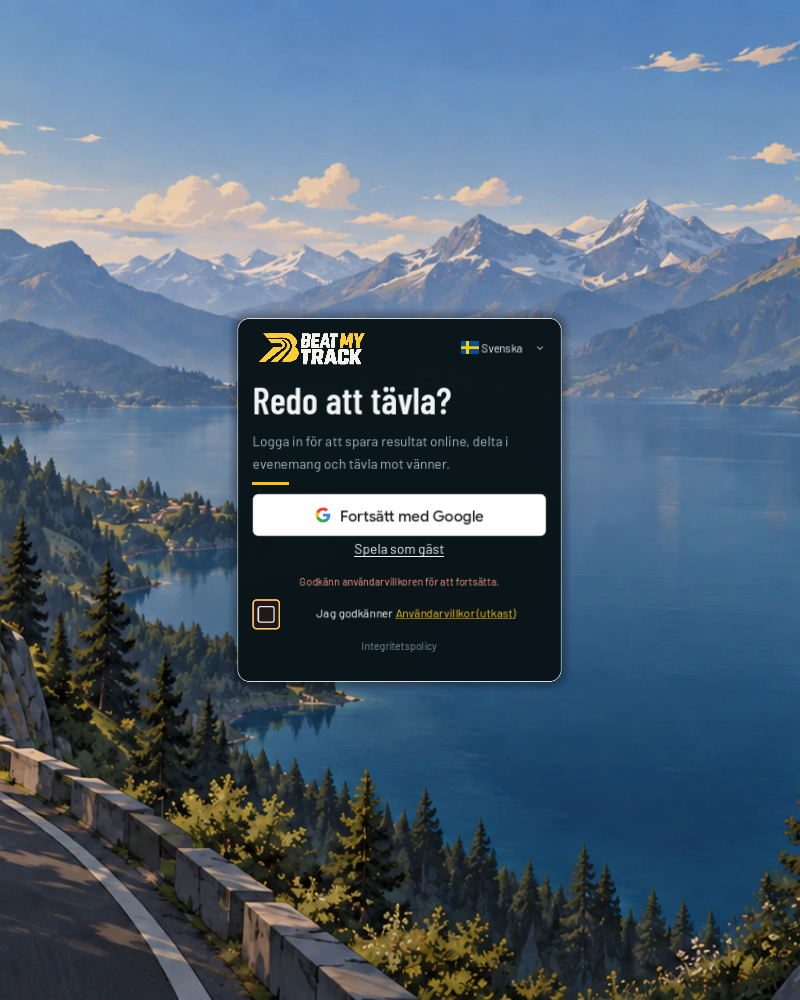 BEAT MY
TRACK
Svenska
Redo att tävla?
Logga in för att spara resultat online, delta i
evenemang och tävla mot vänner.
Fortsätt med Google
Spela som gäst
Godkänn användarvillkoren för att fortsätta.
Jag godkänner Användarvillkor (utkast)
Integritetspolicy